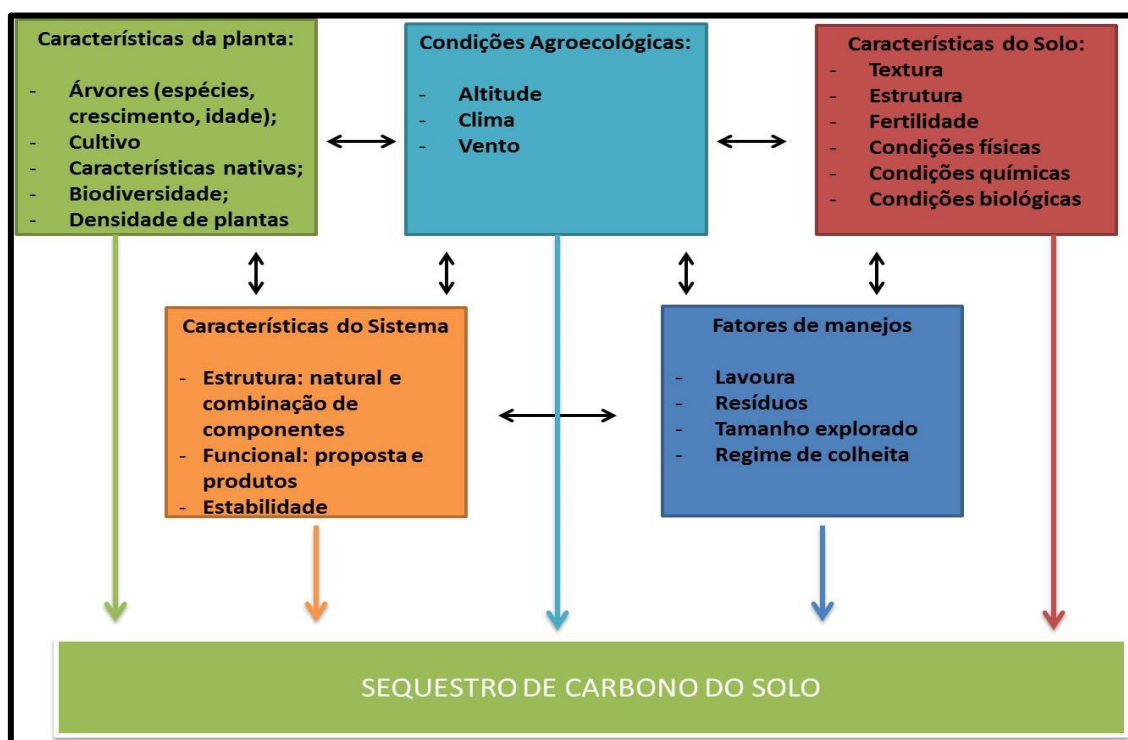 Características da planta:
- Árvores (espécies,
crescimento, idade);
- Cultivo
- Características nativas;
- Biodiversidade;
- Densidade de plantas
Condições Agroecológicas:
- Altitude
- Clima
- Vento
Características do Solo:
- Textura
- Estrutura
- Fertilidade
- Condições físicas
- Condições químicas
- Condições biológicas
Características do Sistema
- Estrutura: natural e
combinação de
componentes
- Funcional: proposta e
produtos
- Estabilidade
Fatores de manejos
- Lavoura
- Resíduos
- Tamanho explorado
- Regime de colheita
SEQUESTRO DE CARBONO DO SOLO